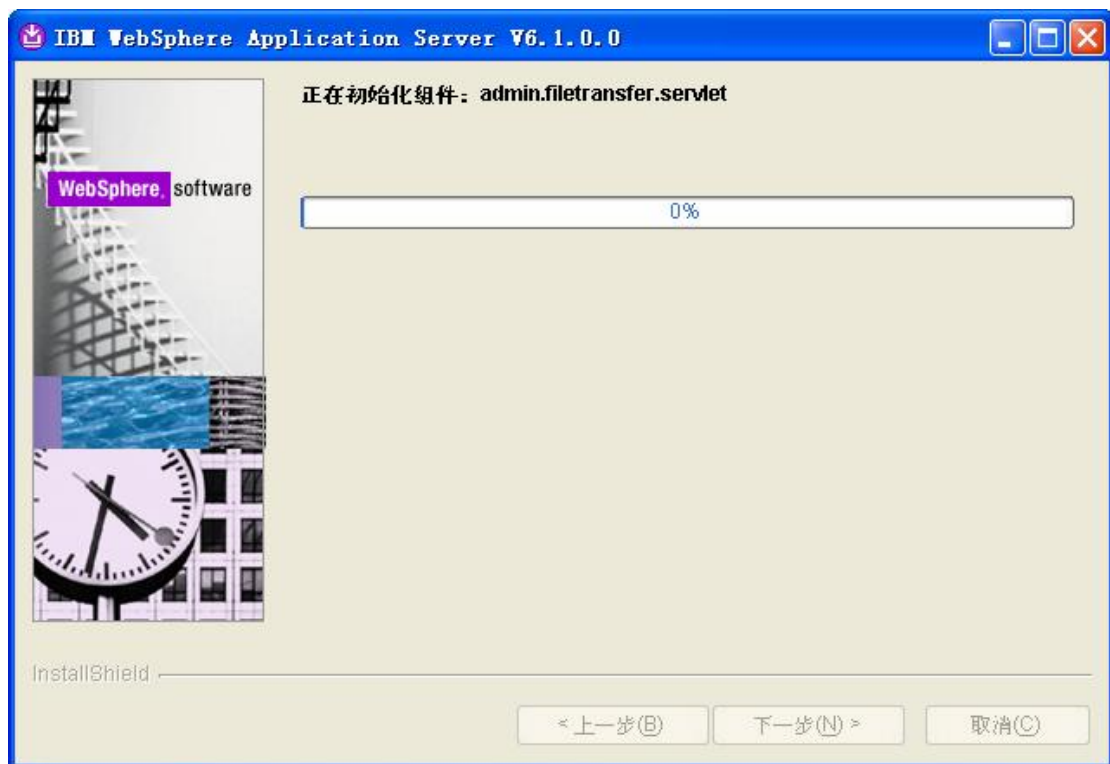 IBM WebSphere Application Server V6.1.0.0
正在初始化组件：admin.filetransfer.servlet
WebSphere. software
0%
InstallShield
< 上一步(B)
下一步(N) >
取消(C)